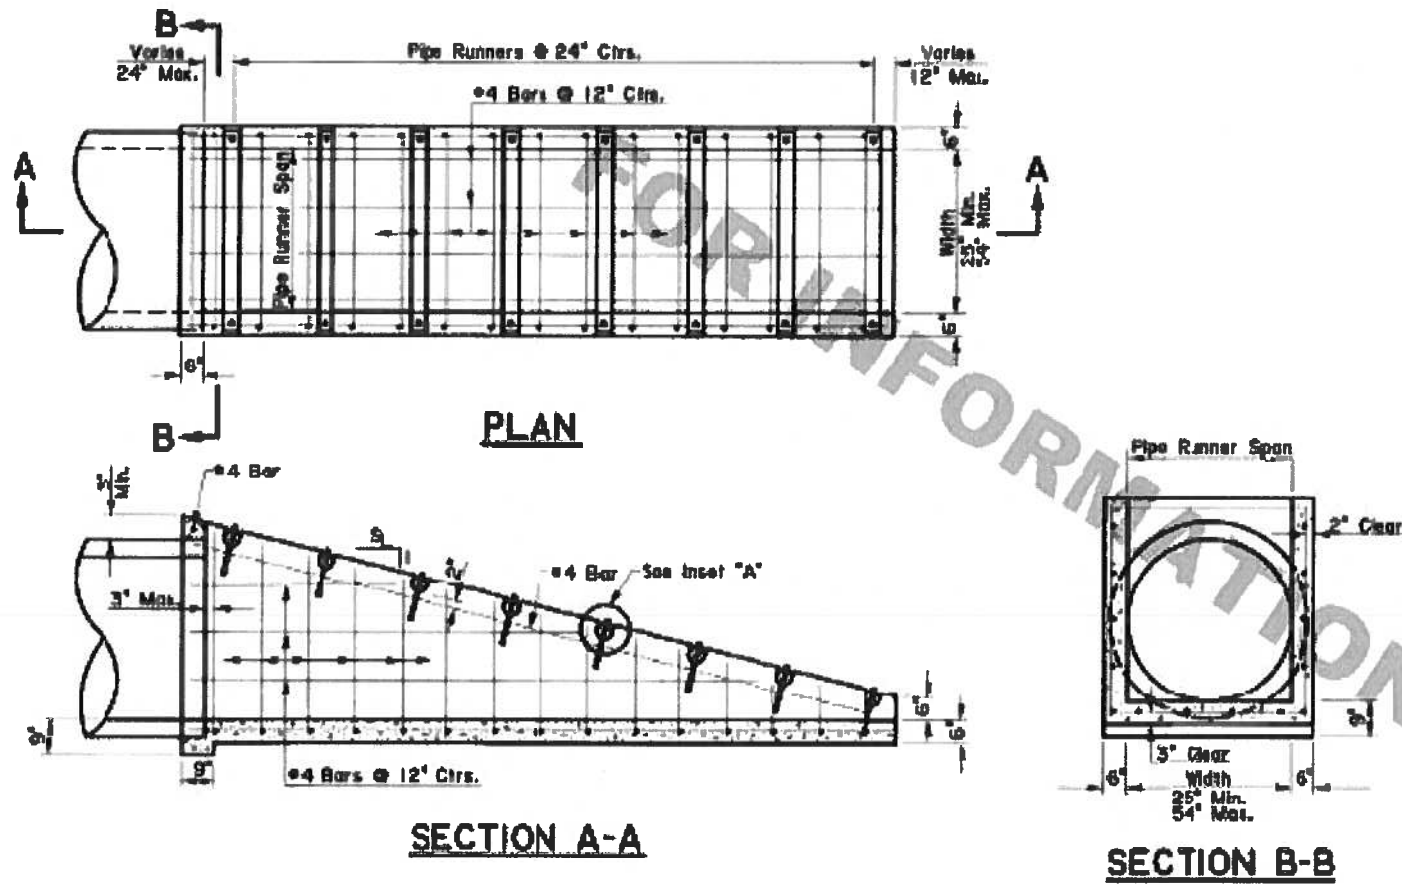 B
Varies
24" Max.
Pipe Runners @ 24" Ctrs.
Varies
12" Max.
#4 Bars @ 12" Ctrs.
6"
A
Pipe Runner Span
Width
25" Min.
54" Max.
A
6"
6"
B
PLAN
Min.
#4 Bar
3" Max.
2"
#4 Bar
See Inset "A"
6"
6"
9"
9"
#4 Bars @ 12" Ctrs.
SECTION A-A
Pipe Runner Span
2" Clear
9"
3" Clear
6"
Width
25" Min.
54" Max.
6"
SECTION B-B
FOR INFORMATION